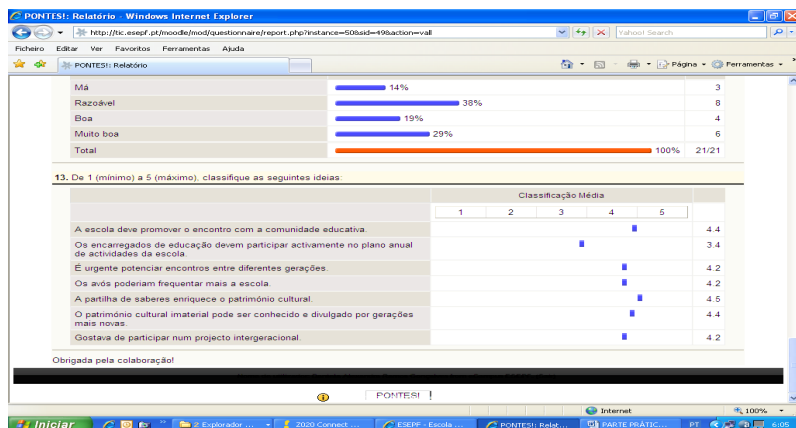 PONTES!: Relatório - Windows Internet Explorer
http://tic.esepf.pt/moodle/mod/questionnaire/report.php?instance=50&sid=49&action=vall
Yahoo! Search
Ficheiro Editar Ver Favoritos Ferramentas Ajuda
PONTES!: Relatório
Página
Ferramentas
Má 14% 3
Razoável 38% 8
Boa 19% 4
Muito boa 29% 6
Total 100% 21/21
13. De 1 (mínimo) a 5 (máximo), classifique as seguintes ideias:
Classificação Média
1 2 3 4 5
A escola deve promover o encontro com a comunidade educativa. 4.4
Os encarregados de educação devem participar activamente no plano anual 3.4
de actividades da escola.
É urgente potenciar encontros entre diferentes gerações. 4.2
Os avós poderiam frequentar mais a escola. 4.2
A partilha de saberes enriquece o património cultural. 4.5
O património cultural imaterial pode ser conhecido e divulgado por gerações 4.4
mais novas.
Gostava de participar num projecto intergeracional. 4.2
Obrigada pela colaboração!
PONTES!
Internet 100%
Iniciar 2 Explorador ... 2020 Connect ... ESEPF - Escola ... PONTES!: Relat... PARTE PRÁTIC... PT 6:05